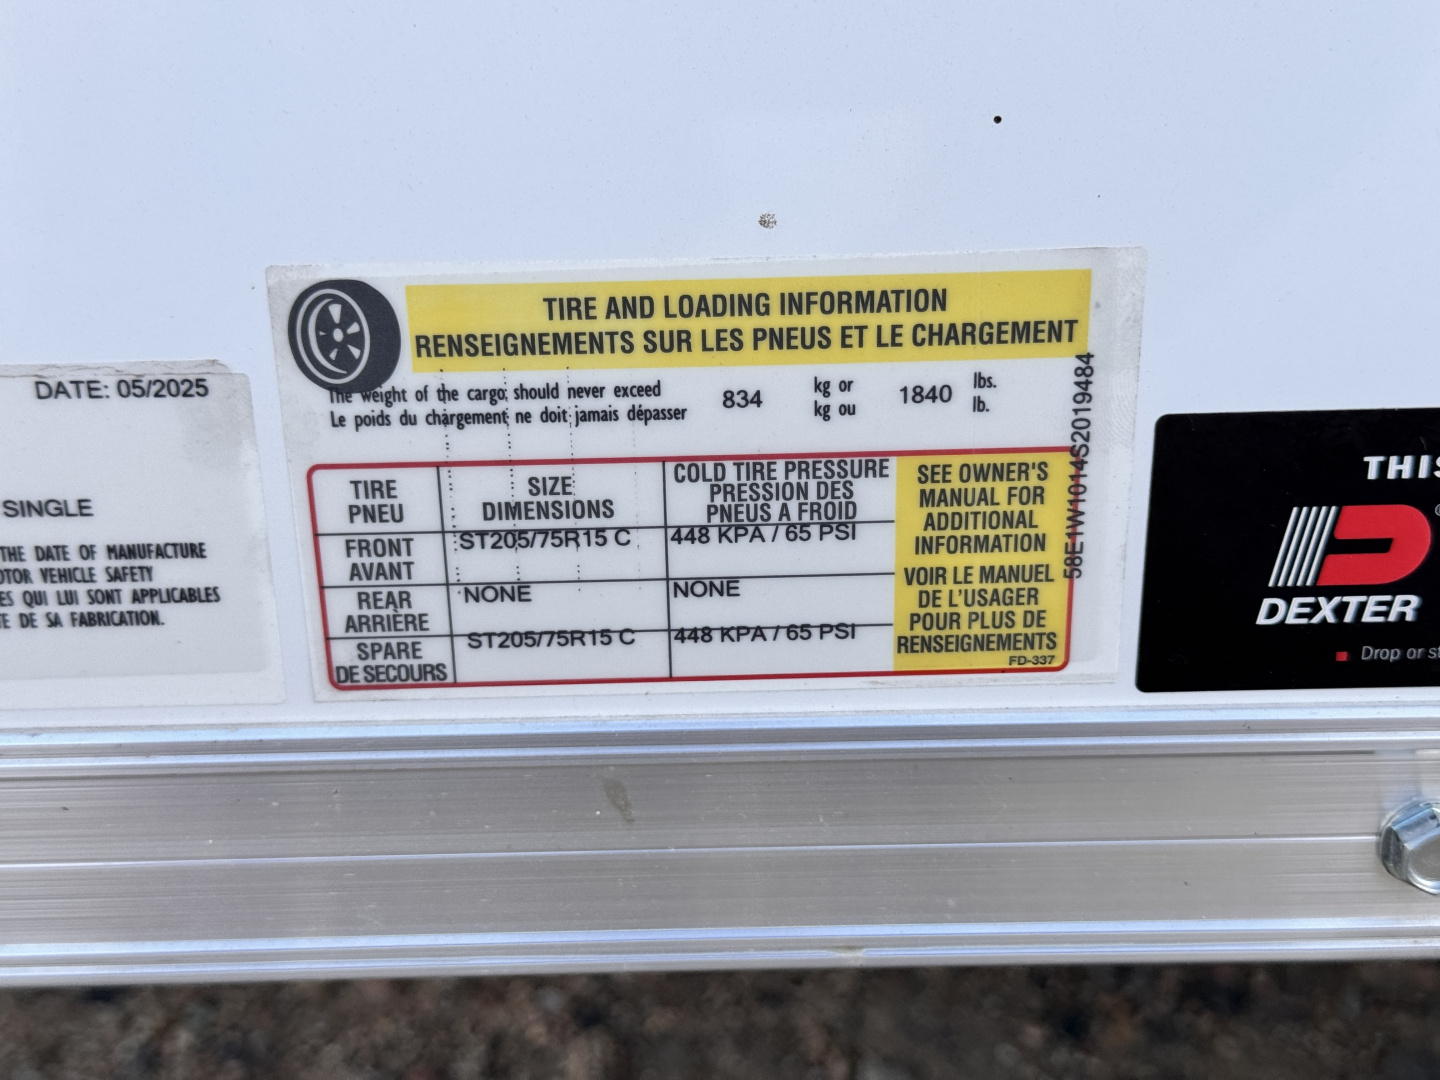 DATE: 05/2025
SINGLE
THE DATE OF MANUFACTURE
OTOR VEHICLE SAFETY
ES QUI LUI SONT APPLICABLES
TE DE SA FABRICATION.
TIRE AND LOADING INFORMATION
RENSEIGNEMENTS SUR LES PNEUS ET LE CHARGEMENT
The weight of the cargo should never exceed 834 kg or 1840 lbs.
Le poids du chargement ne doit jamais dépasser kg ou lb.
TIRE
PNEU
SIZE
DIMENSIONS
COLD TIRE PRESSURE
PRESSION DES
PNEUS A FROID
FRONT
AVANT
ST205/75R15 C
448 KPA / 65 PSI
REAR
ARRIÈRE
NONE
NONE
SPARE
DE SECOURS
ST205/75R15 C
448 KPA / 65 PSI
SEE OWNER'S
MANUAL FOR
ADDITIONAL
INFORMATION
VOIR LE MANUEL
DE L'USAGER
POUR PLUS DE
RENSEIGNEMENTS
FD-337
58E1W1014S2019484
THIS
DEXTER
Drop or st